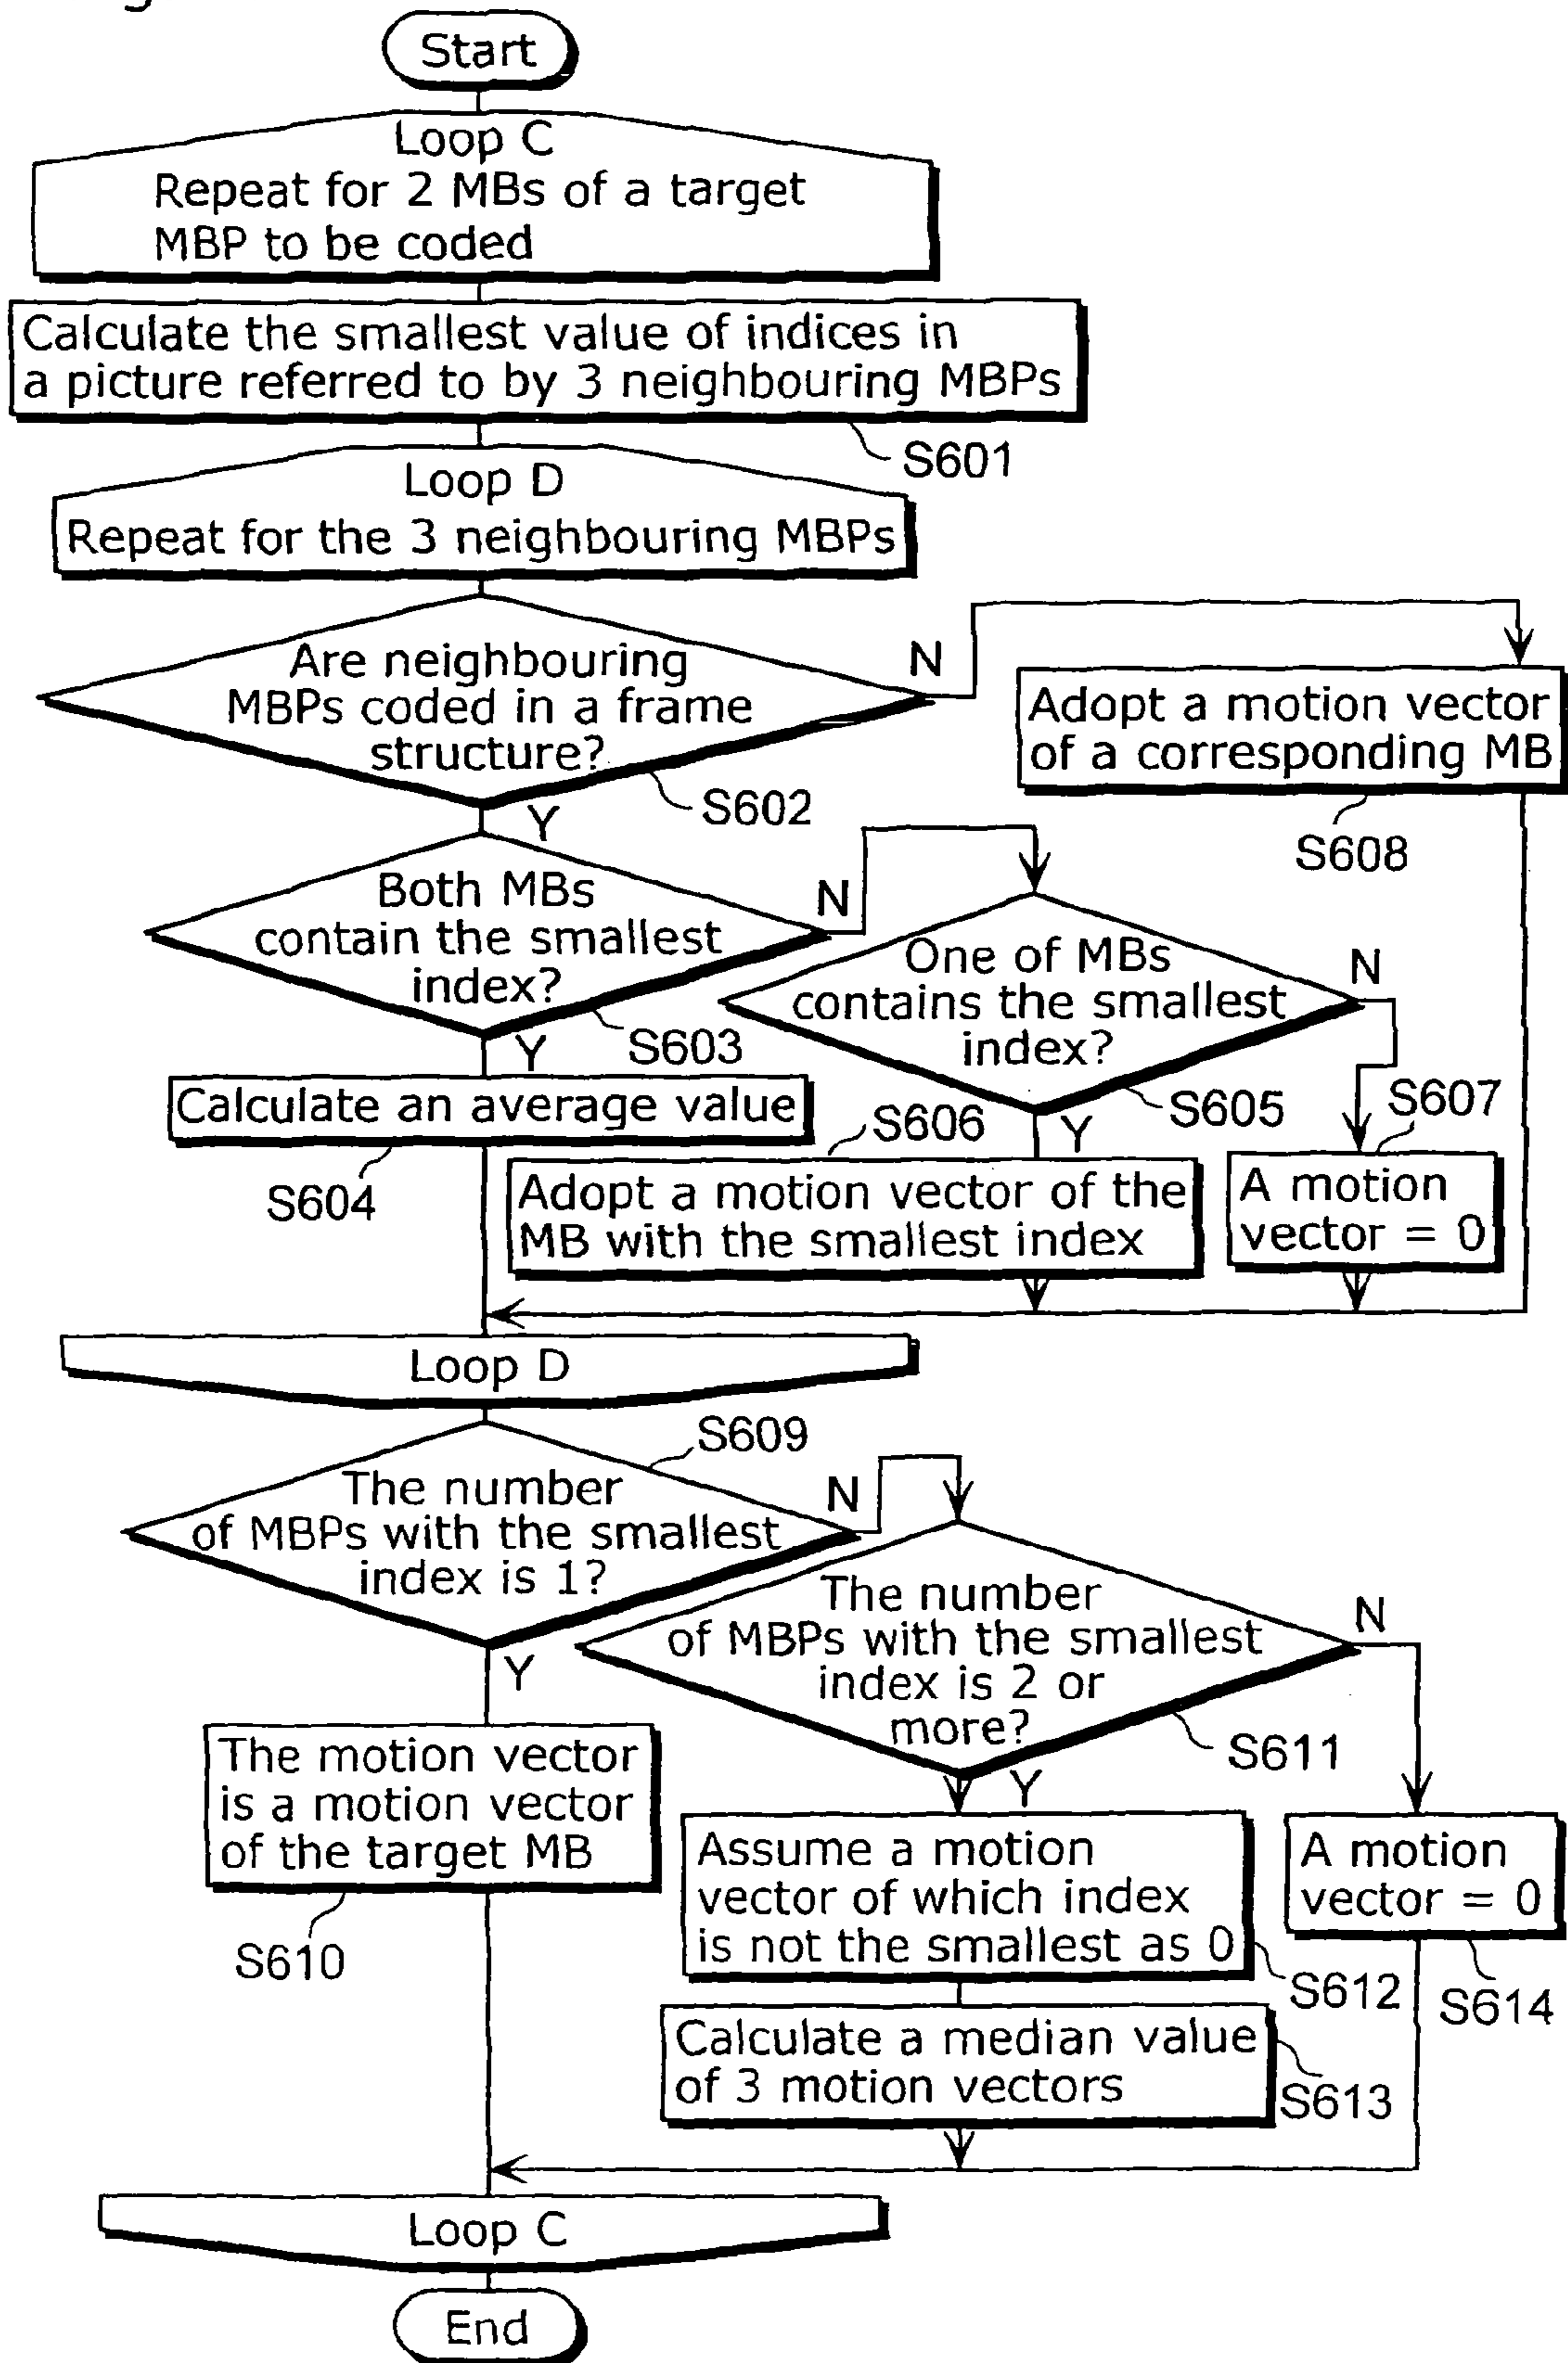 Start
Loop C
Repeat for 2 MBs of a target
MBP to be coded
Calculate the smallest value of indices in
a picture referred to by 3 neighbouring MBPs
S601
Loop D
Repeat for the 3 neighbouring MBPs
Are neighbouring
MBPs coded in a frame
structure?
N
S602
Y
Adopt a motion vector
of a corresponding MB
S608
Both MBs
contain the smallest
index?
N
S603
Y
One of MBs
contains the smallest
index?
N
S605
Y
Calculate an average value
S604
S606
Adopt a motion vector of the
MB with the smallest index
S607
A motion
vector = 0
Loop D
S609
The number
of MBPs with the smallest
index is 1?
N
Y
The number
of MBPs with the smallest
index is 2 or
more?
N
S611
Y
The motion vector
is a motion vector
of the target MB
S610
Assume a motion
vector of which index
is not the smallest as 0
S612
A motion
vector = 0
S614
Calculate a median value
of 3 motion vectors
S613
Loop C
End